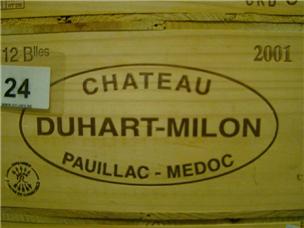 12 Blles
2001
24
CHATEAU
DUHART-MILON
PAUILLAC - MEDOC